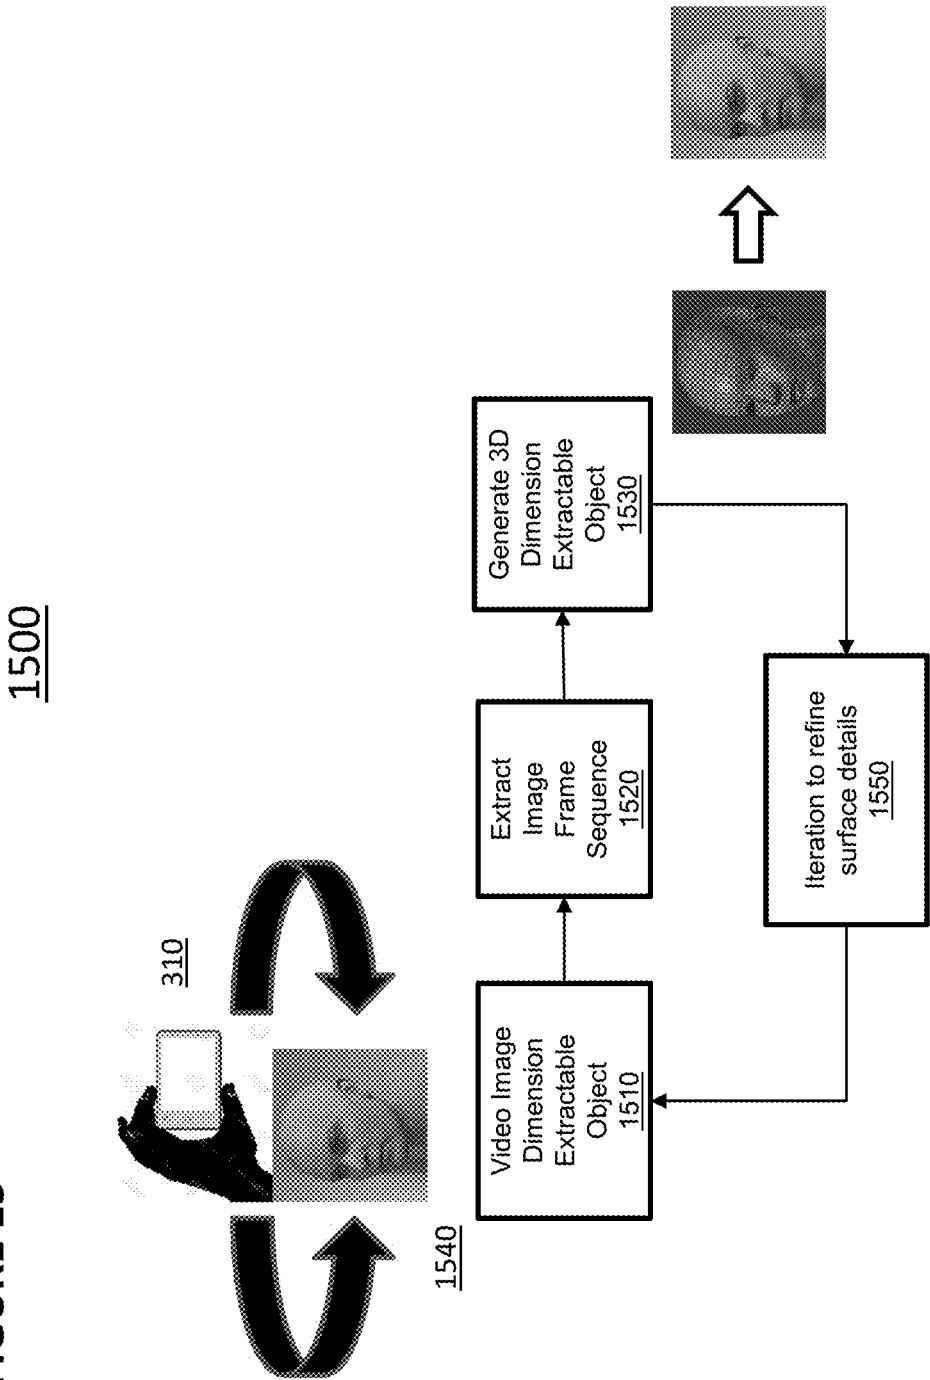 1500
310
1540
Video Image
Dimension
Extractable
Object
1510
Extract
Image
Frame
Sequence
1520
Generate 3D
Dimension
Extractable
Object
1530
Iteration to refine
surface details
1550